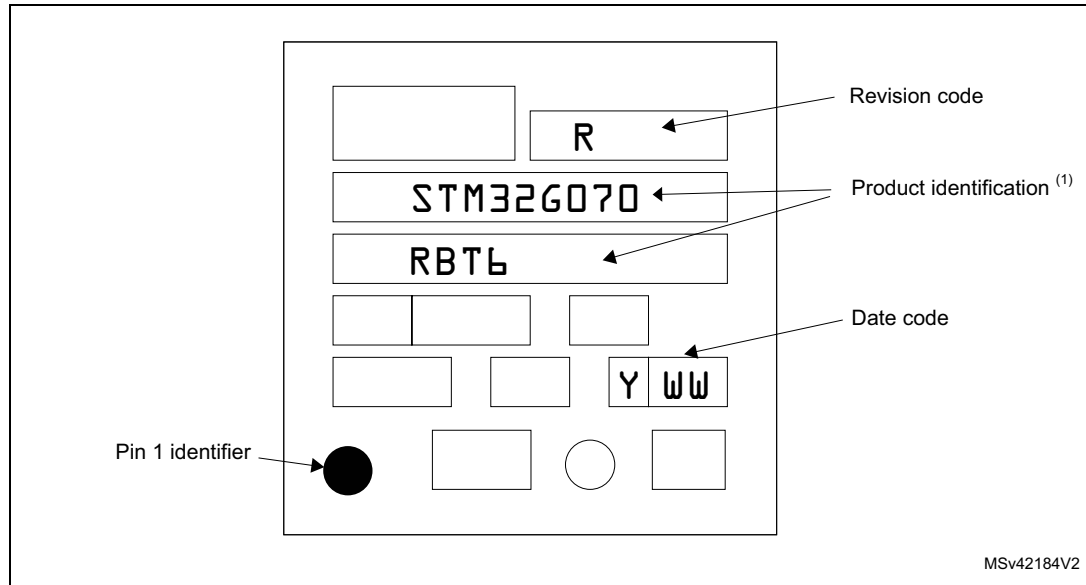 Revision code
R
Product identification (1)
STM32G070
RBT6
Date code
Y WW
Pin 1 identifier
MSv42184V2